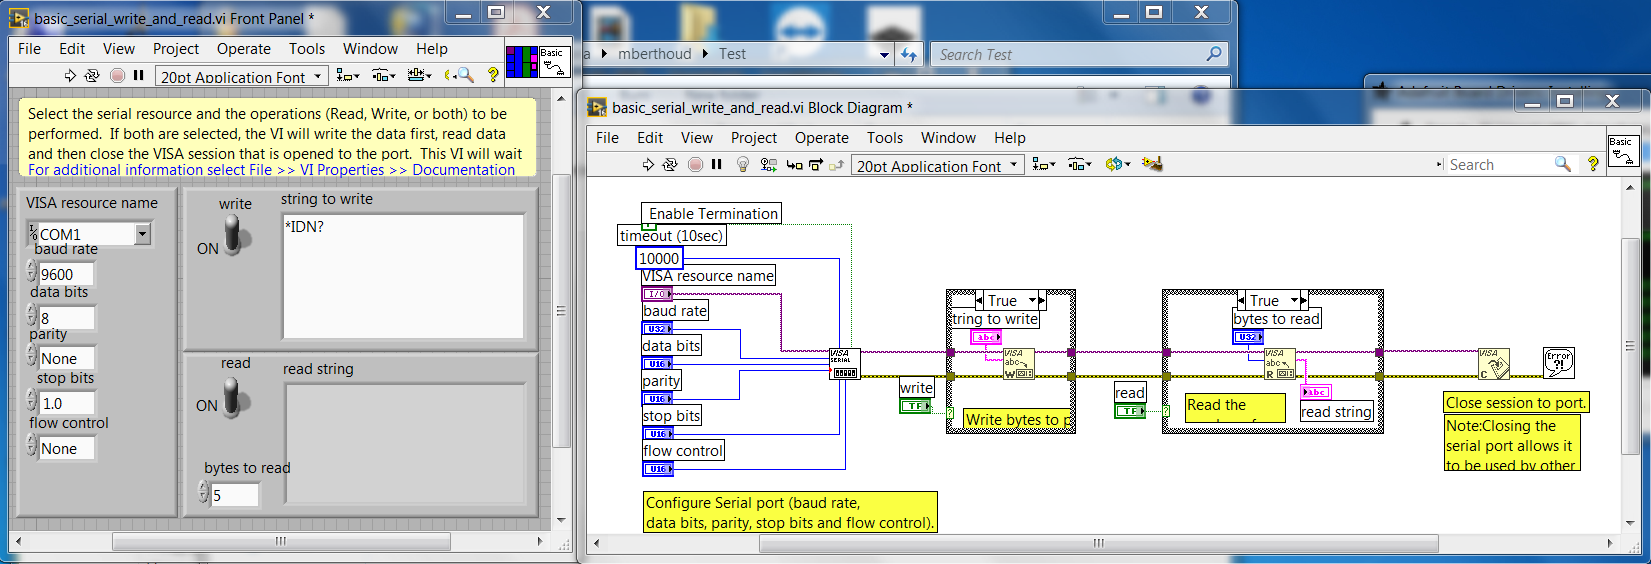 basic_serial_write_and_read.vi Front Panel *
File Edit View Project Operate Tools Window Help
20pt Application Font
Basic
Select the serial resource and the operations (Read, Write, or both) to be
performed. If both are selected, the VI will write the data first, read data
and then close the VISA session that is opened to the port. This VI will wait
For additional information select File >> VI Properties >> Documentation
VISA resource name
COM1
baud rate
9600
data bits
8
parity
None
stop bits
1.0
flow control
None
write
ON
string to write
*IDN?
read
ON
read string
bytes to read
5
mberthoud Test
Search Test
basic_serial_write_and_read.vi Block Diagram *
File Edit View Project Operate Tools Window Help
20pt Application Font
Search
Basic
Enable Termination
timeout (10sec)
10000
VISA resource name
I/O
baud rate
U32
data bits
U16
parity
U16
stop bits
U16
flow control
U16
VISA
SERIAL
write
TF
True
tring to write
abc
VISA
abc
W
Write bytes to p
read
TF
True
bytes to read
U32
VISA
abc
R
abc
Read the
read string
VISA
C
Error
?!
Close session to port.
Note:Closing the
serial port allows it
to be used by other
Configure Serial port (baud rate,
data bits, parity, stop bits and flow control).